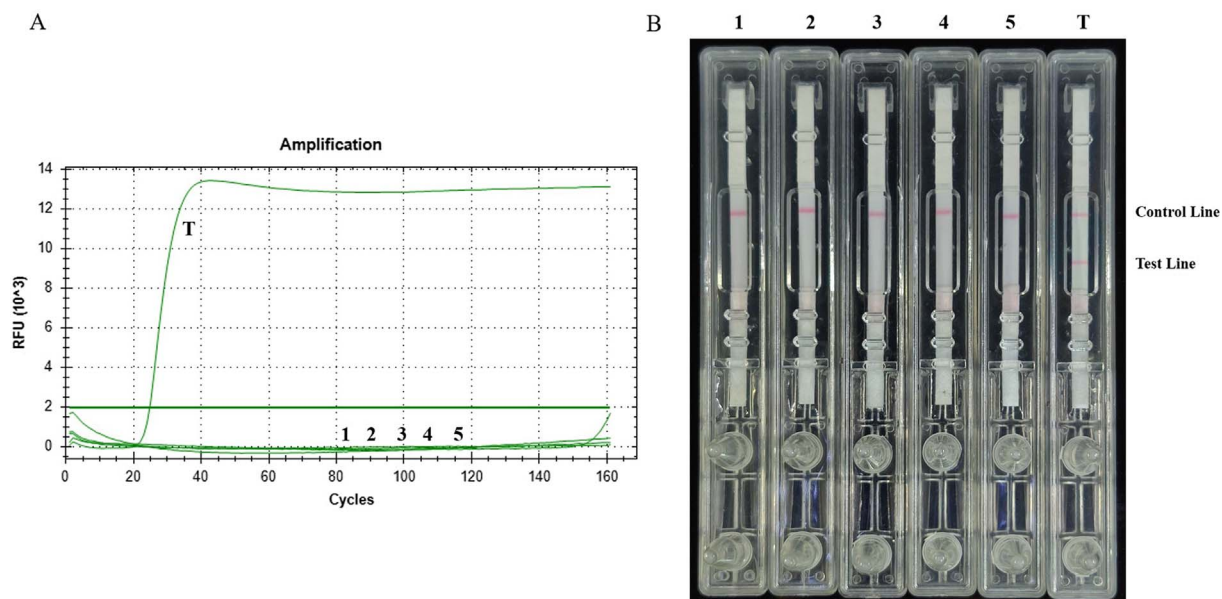 A
Amplification
14
12
10
8
6
4
2
0
RFU (10^3)
T
1 2 3 4 5
0 20 40 60 80 100 120 140 160
Cycles
B
1 2 3 4 5 T
Control Line
Test Line